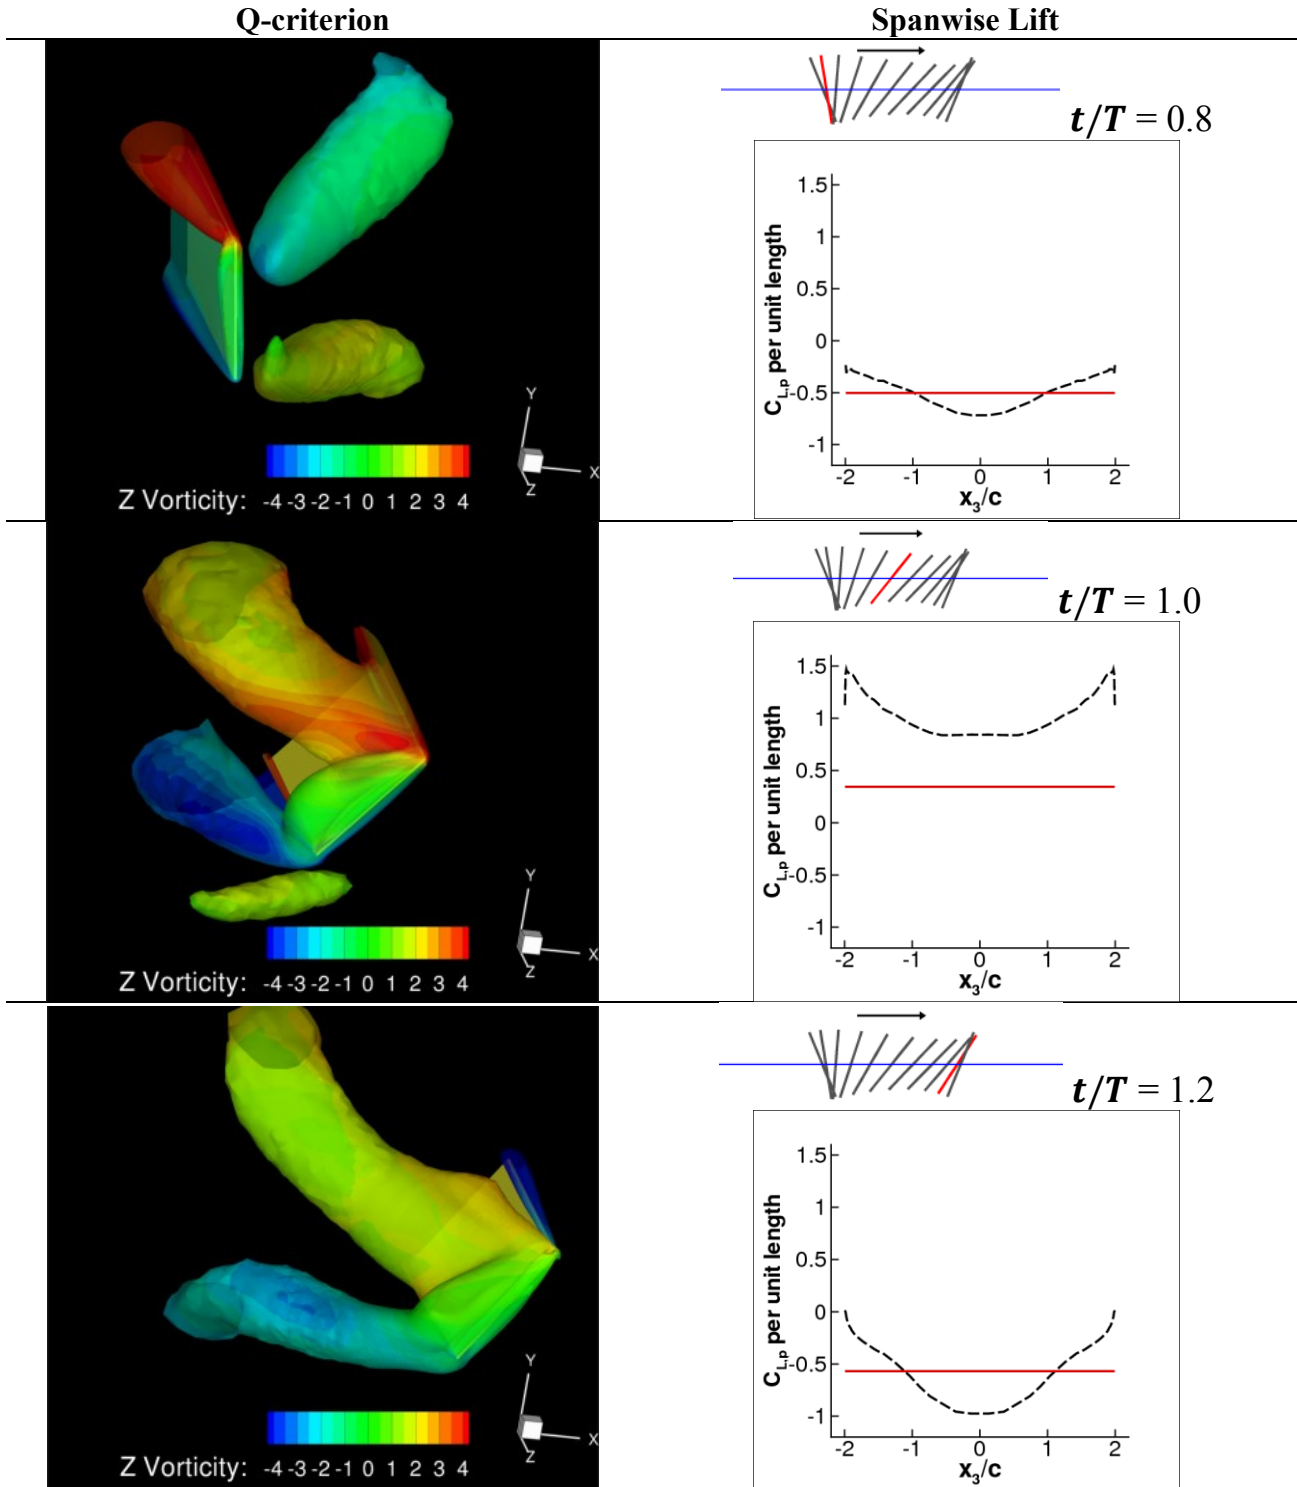 Q-criterion Spanwise Lift
t/T = 0.8
1.5
1
0.5
0
-0.5
-1
C_L,p per unit length
-2 -1 0 1 2
x_3/c
Y
X
Z
Z Vorticity: -4 -3 -2 -1 0 1 2 3 4
t/T = 1.0
1.5
1
0.5
0
-0.5
-1
C_L,p per unit length
-2 -1 0 1 2
x_3/c
Y
X
Z
Z Vorticity: -4 -3 -2 -1 0 1 2 3 4
t/T = 1.2
1.5
1
0.5
0
-0.5
-1
C_L,p per unit length
-2 -1 0 1 2
x_3/c
Y
X
Z
Z Vorticity: -4 -3 -2 -1 0 1 2 3 4